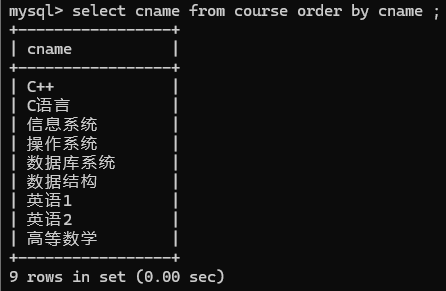 mysql> select cname from course order by cname ;
+-----------------+
| cname           |
+-----------------+
| C++             |
| C语言           |
| 信息系统        |
| 操作系统        |
| 数据库系统      |
| 数据结构        |
| 英语1           |
| 英语2           |
| 高等数学        |
+-----------------+
9 rows in set (0.00 sec)